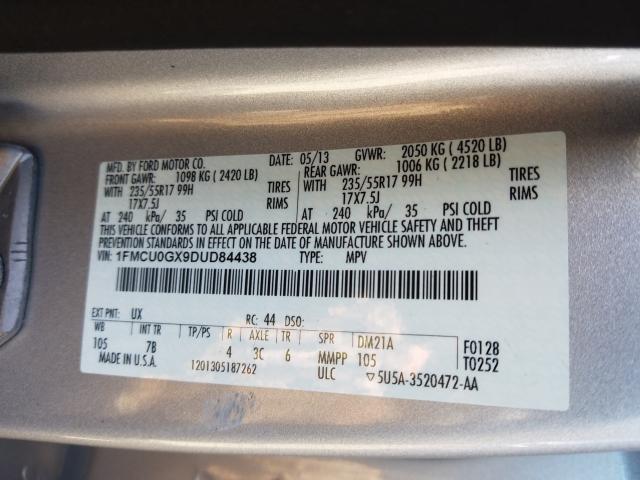 MFD. BY FORD MOTOR CO.
05/13 GVWR: 2050 KG ( 4520 LB)
FRONT GAWR: 1098 KG ( 2420 LB)
REAR GAWR: 1006 KG ( 2218 LB)
WITH 235/55R17 99H TIRES
WITH 235/55R17 99H TIRES
17X7.5J RIMS
17X7.5J RIMS
AT 240 kPa/ 35 PSI COLD
AT 240 kPa/ 35 PSI COLD
THIS VEHICLE CONFORMS TO ALL APPLICABLE FEDERAL MOTOR VEHICLE SAFETY AND THEFT
PREVENTION STANDARDS IN EFFECT ON THE DATE OF MANUFACTURE SHOWN ABOVE.
VIN: 1FMCU0GX9DUD84438 TYPE: MPV
EXT PNT: UX RC: 44 DSO:
WB INT TR TP/PS R AXLE TR SPR DM21A F0128
105 7B 4 3C 6 MMPP 105 T0252
MADE IN U.S.A. 1201305187262 ULC ▽5U5A-3520472-AA